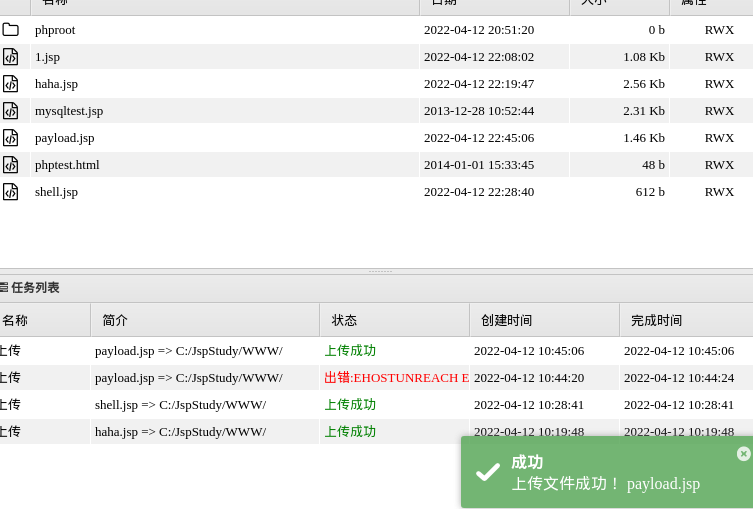 名称 日期 大小 属性
phproot 2022-04-12 20:51:20 0 b RWX
1.jsp 2022-04-12 22:08:02 1.08 Kb RWX
haha.jsp 2022-04-12 22:19:47 2.56 Kb RWX
mysqltest.jsp 2013-12-28 10:52:44 2.31 Kb RWX
payload.jsp 2022-04-12 22:45:06 1.46 Kb RWX
phptest.html 2014-01-01 15:33:45 48 b RWX
shell.jsp 2022-04-12 22:28:40 612 b RWX
任务列表
名称 简介 状态 创建时间 完成时间
上传 payload.jsp => C:/JspStudy/WWW/ 上传成功 2022-04-12 10:45:06 2022-04-12 10:45:06
上传 payload.jsp => C:/JspStudy/WWW/ 出错:EHOSTUNREACH E 2022-04-12 10:44:20 2022-04-12 10:44:24
上传 shell.jsp => C:/JspStudy/WWW/ 上传成功 2022-04-12 10:28:41 2022-04-12 10:28:41
上传 haha.jsp => C:/JspStudy/WWW/ 上传成功 2022-04-12 10:19:48 2022-04-12 10:19:48
成功
上传文件成功！ payload.jsp